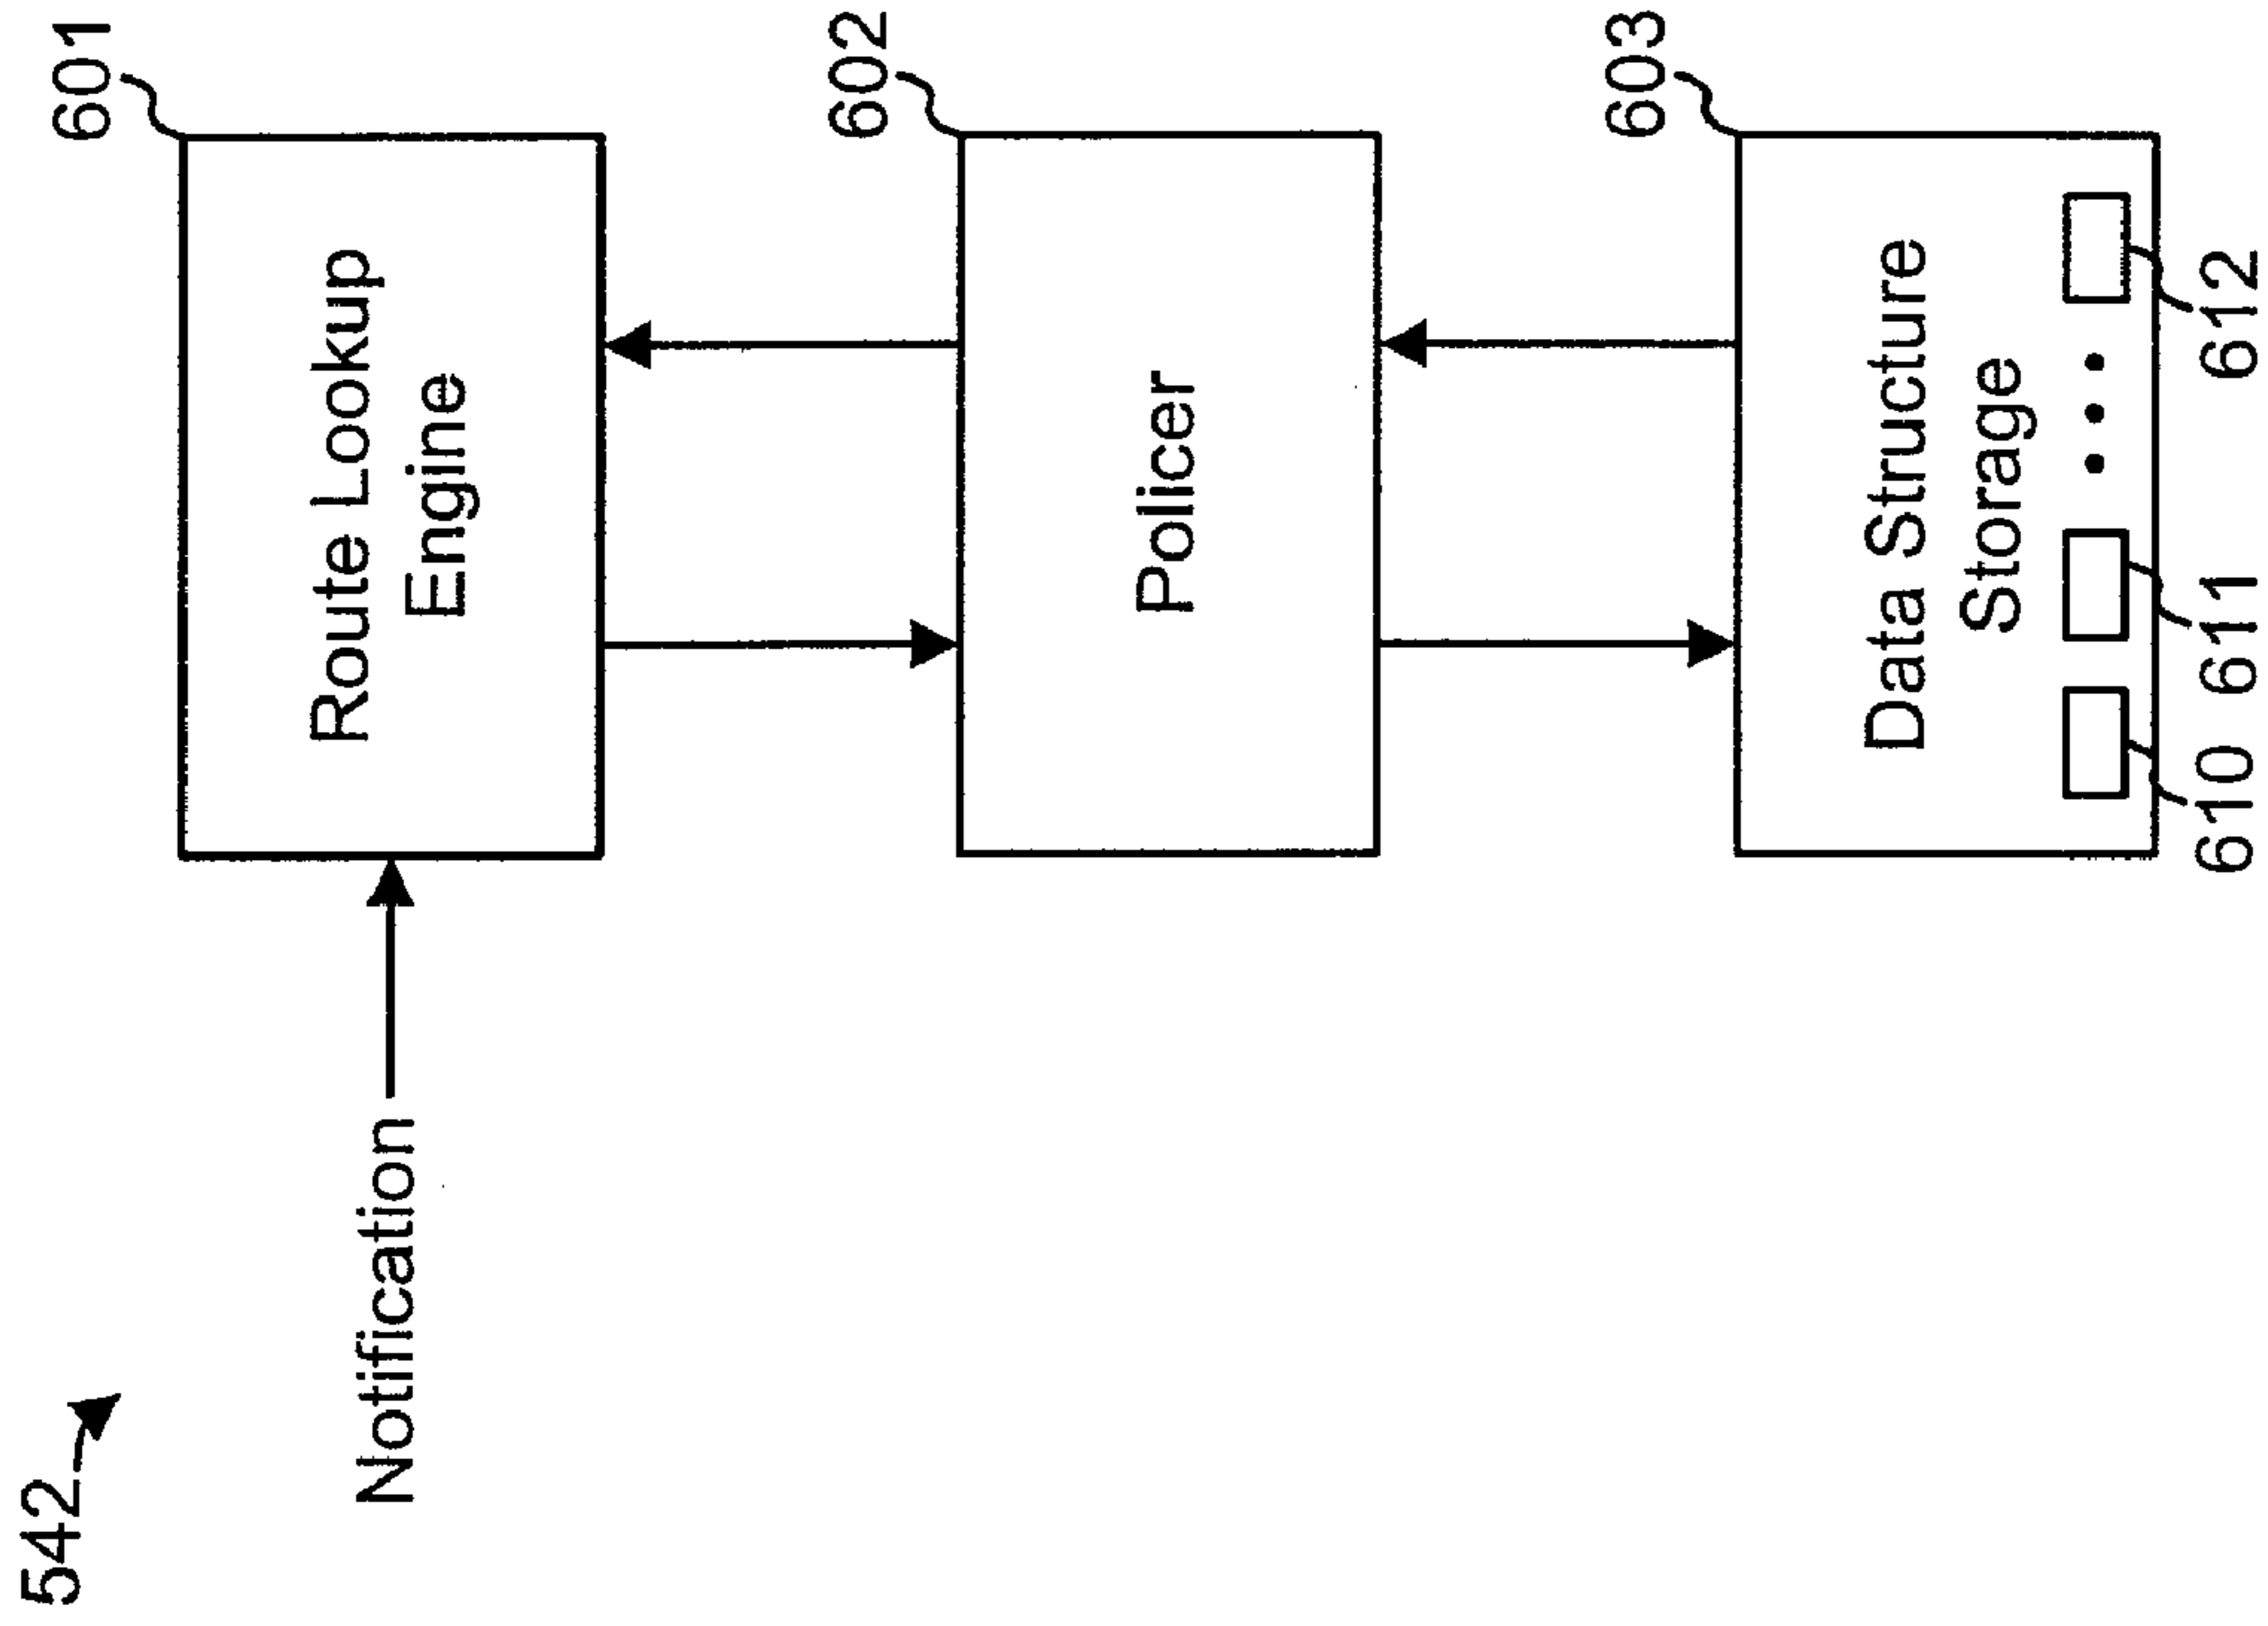 542
Notification
601
Route Lookup
Engine
602
Policer
603
Data Structure
Storage
610
611
612